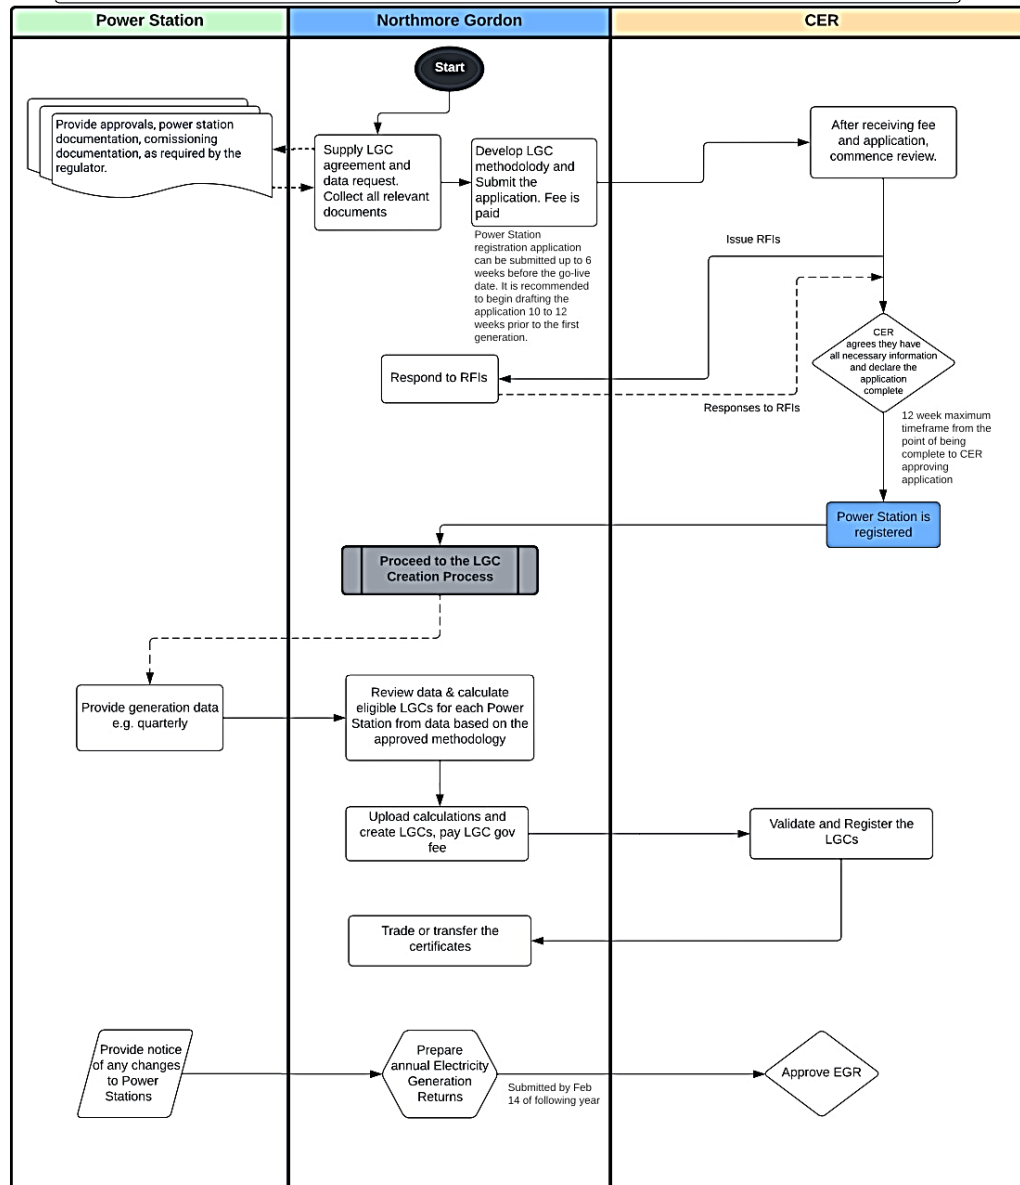 Power Station
Northmore Gordon
CER
Start
Provide approvals, power station
documentation, comissioning
documentation, as required by the
regulator.
Supply LGC
agreement and
data request.
Collect all relevant
documents
Develop LGC
methodolody and
Submit the
application. Fee is
paid
After receiving fee
and application,
commence review.
Power Station
registration application
can be submitted up to 6
weeks before the go-live
date. It is recommended
to begin drafting the
application 10 to 12
weeks prior to the first
generation.
Issue RFIs
CER
agrees they have
all necessary information
and declare the
application
complete
Respond to RFIs
Responses to RFIs
12 week maximum
timeframe from the
point of being
complete to CER
approving
application
Power Station is
registered
Proceed to the LGC
Creation Process
Provide generation data
e.g. quarterly
Review data & calculate
eligible LGCs for each Power
Station from data based on the
approved methodology
Upload calculations and
create LGCs, pay LGC gov
fee
Validate and Register the
LGCs
Trade or transfer the
certificates
Provide notice
of any changes
to Power
Stations
Prepare
annual Electricity
Generation
Returns
Submitted by Feb
14 of following year
Approve EGR